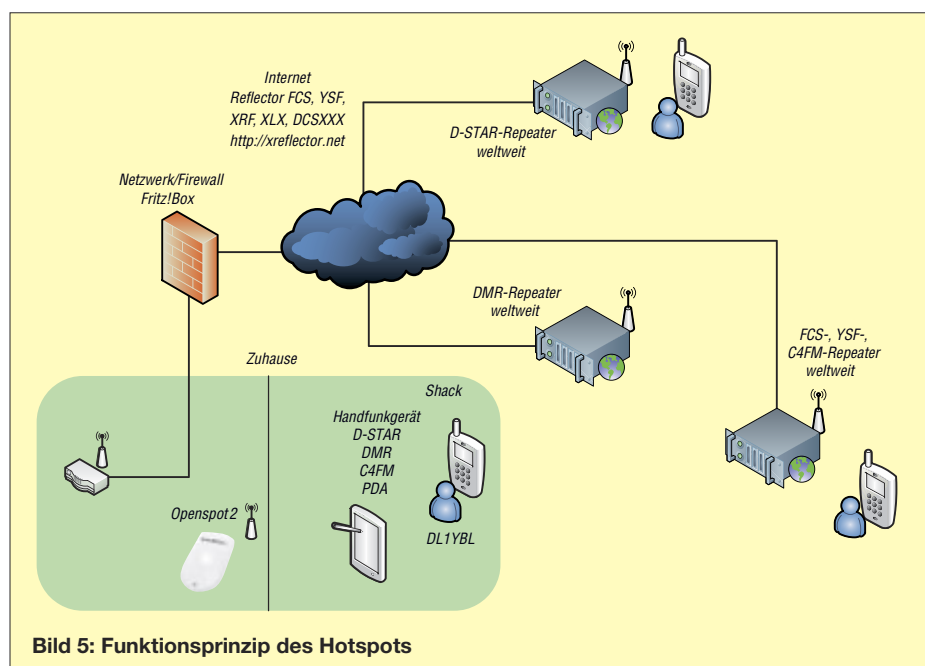 Internet
Reflector FCS, YSF,
XRF, XLX, DCSXXX
http://xreflector.net
D-STAR-Repeater
weltweit
Netzwerk/Firewall
Fritz!Box
DMR-Repeater
weltweit
FCS-, YSF-,
C4FM-Repeater
weltweit
Zuhause
Shack
Handfunkgerät
D-STAR
DMR
C4FM
PDA
Openspot2
DL1YBL
Bild 5: Funktionsprinzip des Hotspots